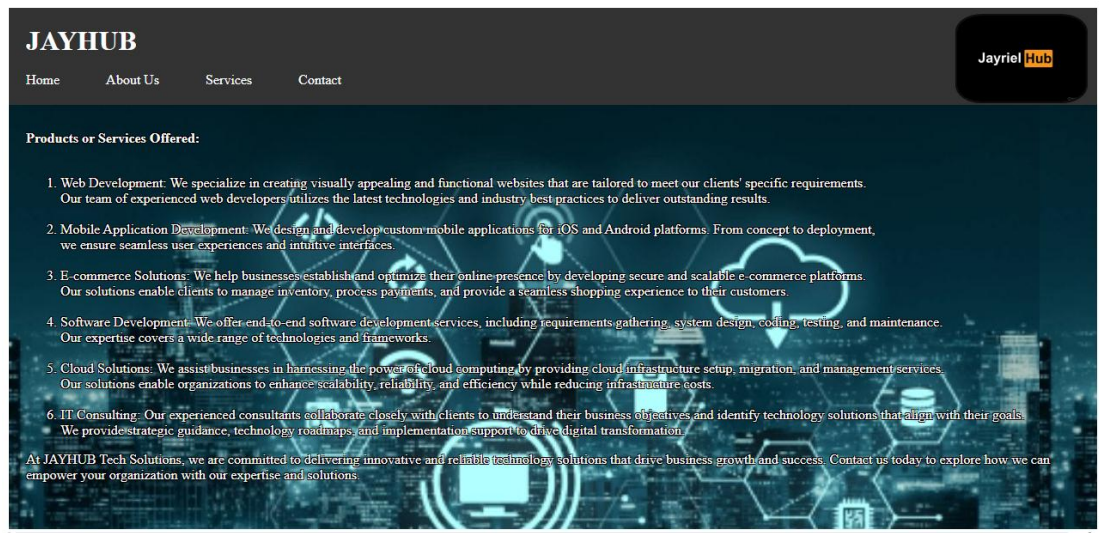 JAYHUB
Jayriel Hub
Home About Us Services Contact
Products or Services Offered:
1. Web Development: We specialize in creating visually appealing and functional websites that are tailored to meet our clients' specific requirements.
Our team of experienced web developers utilizes the latest technologies and industry best practices to deliver outstanding results.
2. Mobile Application Development: We design and develop custom mobile applications for iOS and Android platforms. From concept to deployment,
we ensure seamless user experiences and intuitive interfaces.
3. E-commerce Solutions: We help businesses establish and optimize their online presence by developing secure and scalable e-commerce platforms.
Our solutions enable clients to manage inventory, process payments, and provide a seamless shopping experience to their customers.
4. Software Development: We offer end-to-end software development services, including requirements gathering, system design, coding, testing, and maintenance.
Our expertise covers a wide range of technologies and frameworks.
5. Cloud Solutions: We assist businesses in harnessing the power of cloud computing by providing cloud infrastructure setup, migration, and management services.
Our solutions enable organizations to enhance scalability, reliability, and efficiency while reducing infrastructure costs.
6. IT Consulting: Our experienced consultants collaborate closely with clients to understand their business objectives and identify technology solutions that align with their goals.
We provide strategic guidance, technology roadmaps, and implementation support to drive digital transformation.
At JAYHUB Tech Solutions, we are committed to delivering innovative and reliable technology solutions that drive business growth and success. Contact us today to explore how we can
empower your organization with our expertise and solutions.